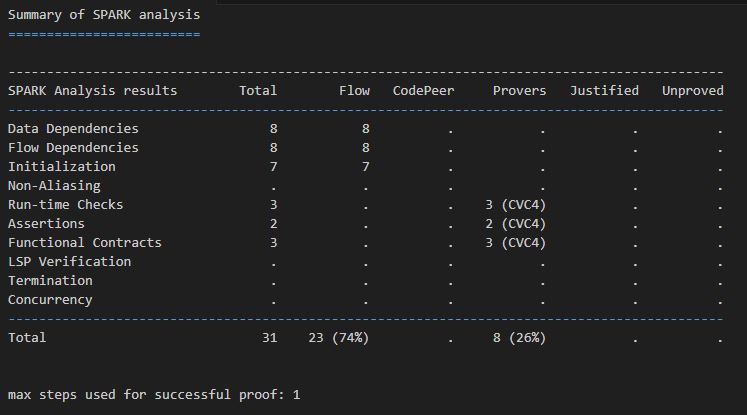 Summary of SPARK analysis
=========================
---------------------------------------------------------------------------------------------
SPARK Analysis results        Total        Flow   CodePeer     Provers   Justified   Unproved
---------------------------------------------------------------------------------------------
Data Dependencies                 8           8          .           .           .          .
Flow Dependencies                 8           8          .           .           .          .
Initialization                    7           7          .           .           .          .
Non-Aliasing                      .           .          .           .           .          .
Run-time Checks                   3           .          .    3 (CVC4)           .          .
Assertions                        2           .          .    2 (CVC4)           .          .
Functional Contracts              3           .          .    3 (CVC4)           .          .
LSP Verification                  .           .          .           .           .          .
Termination                       .           .          .           .           .          .
Concurrency                       .           .          .           .           .          .
---------------------------------------------------------------------------------------------
Total                            31    23 (74%)          .     8 (26%)           .          .
max steps used for successful proof: 1